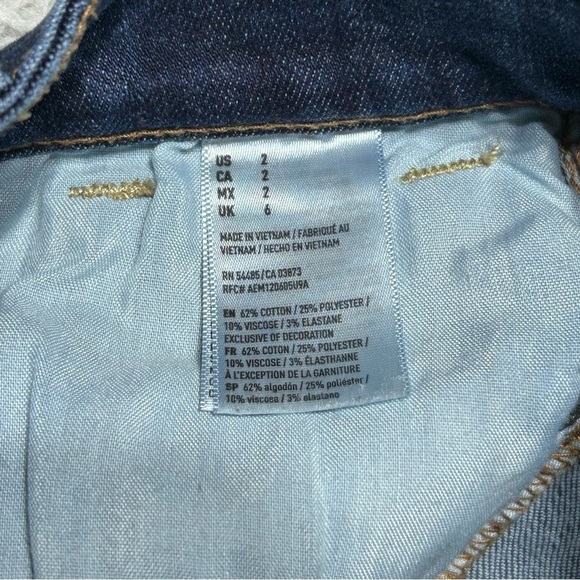 US 2
CA 2
MX 2
UK 6
MADE IN VIETNAM / FABRIQUÉ AU
VIETNAM / HECHO EN VIETNAM
RN 54485/CA 03873
RFC# AEM120605U9A
EN 62% COTTON / 25% POLYESTER /
10% VISCOSE / 3% ELASTANE
EXCLUSIVE OF DECORATION
FR 62% COTON / 25% POLYESTER /
10% VISCOSE / 3% ÉLASTHANNE
À L'EXCEPTION DE LA GARNITURE
SP 62% algodón / 25% poliéster /
10% viscosa / 3% elastano